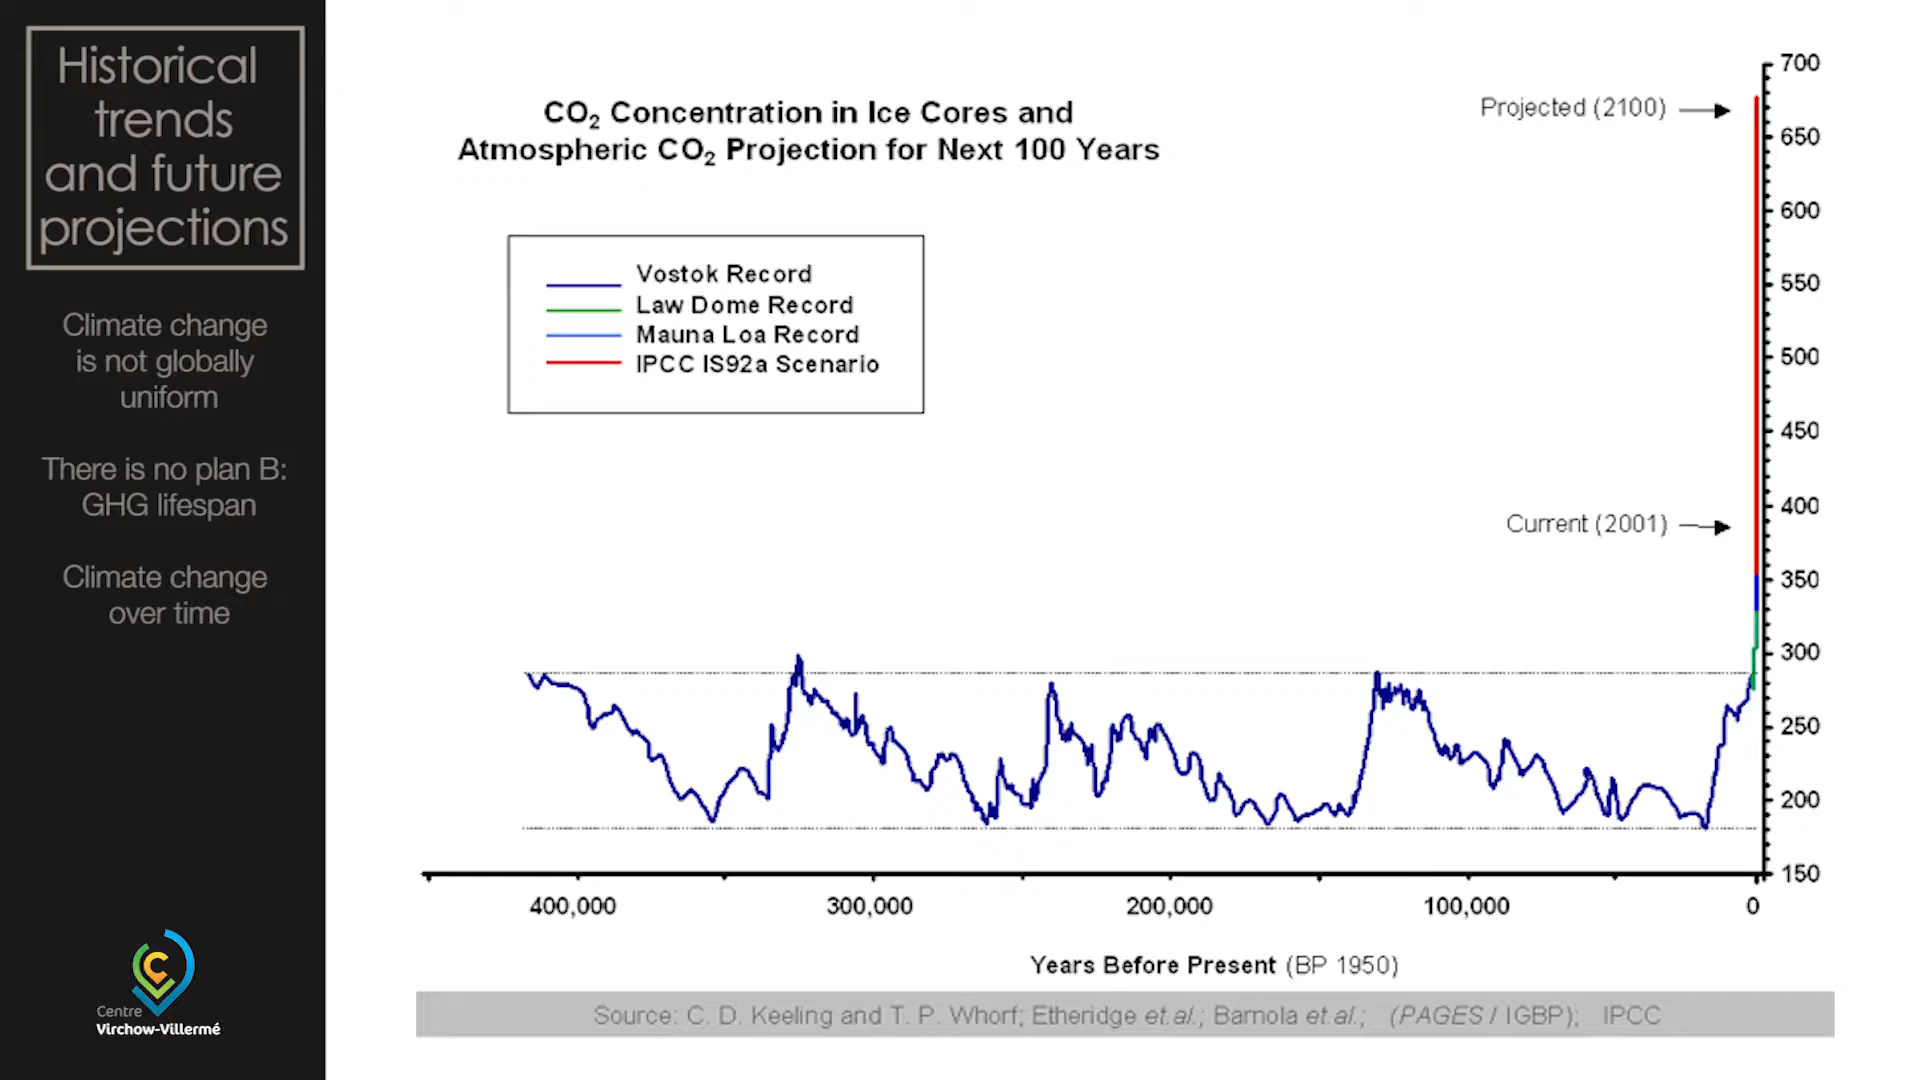 Historical
trends
and future
projections
Climate change
is not globally
uniform
There is no plan B:
GHG lifespan
Climate change
over time
Centre
Virchow-Villermé
CO₂ Concentration in Ice Cores and
Atmospheric CO₂ Projection for Next 100 Years
Vostok Record
Law Dome Record
Mauna Loa Record
IPCC IS92a Scenario
Projected (2100)
Current (2001)
700
650
600
550
500
450
400
350
300
250
200
150
400,000 300,000 200,000 100,000 0
Years Before Present (BP 1950)
Source: C. D. Keeling and T. P. Whorf; Etheridge et.al.; Barnola et.al.; (PAGES / IGBP); IPCC